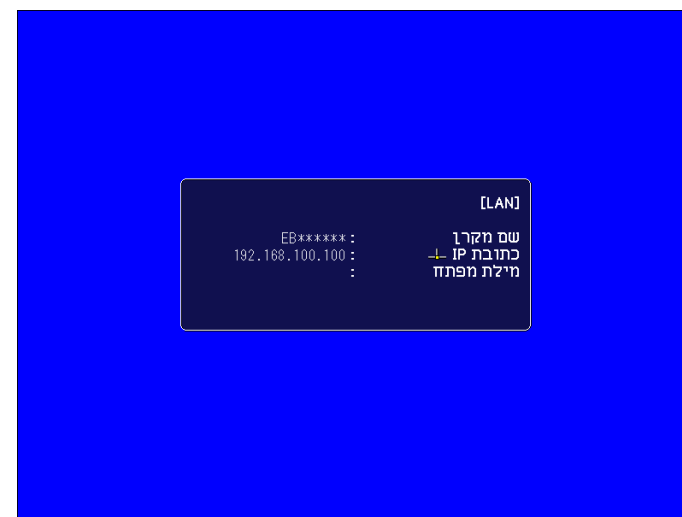 [LAN]
שם מקרן : EB******
כתובת IP : 192.168.100.100
מילת מפתח :